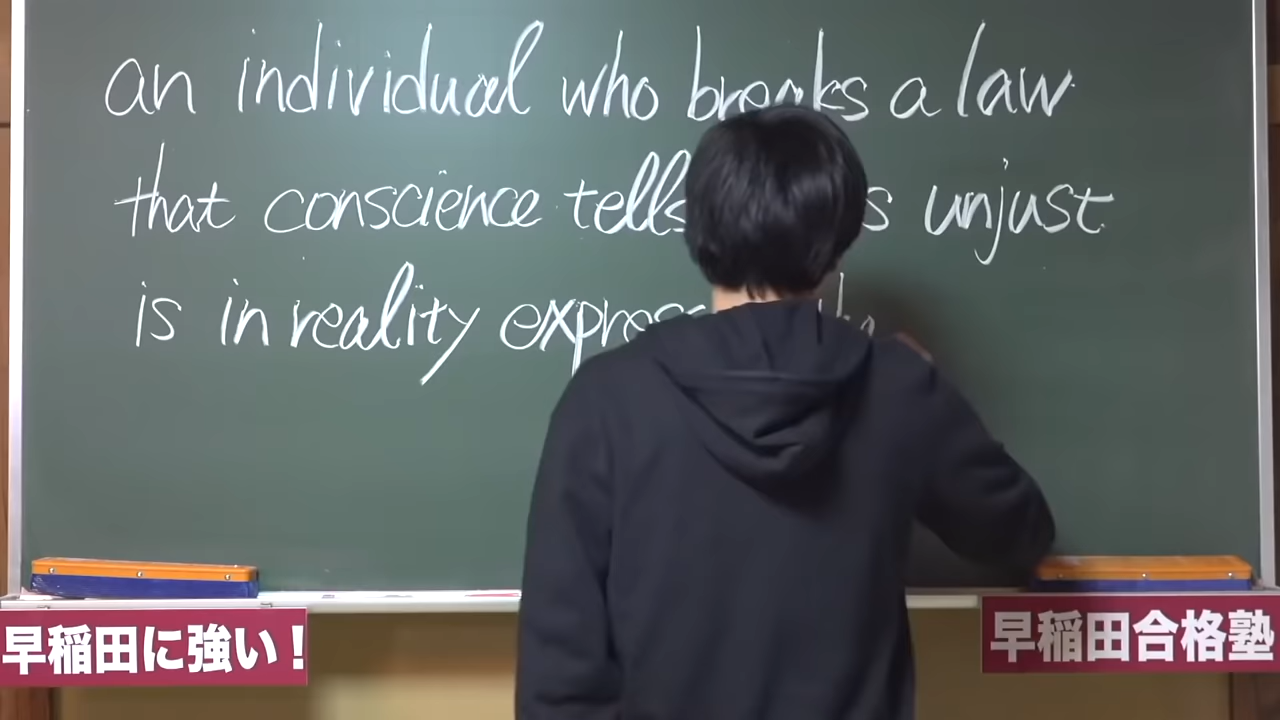 an individual who breaks a law
that conscience tells unjust
is in reality
早稲田に強い!
早稲田合格塾